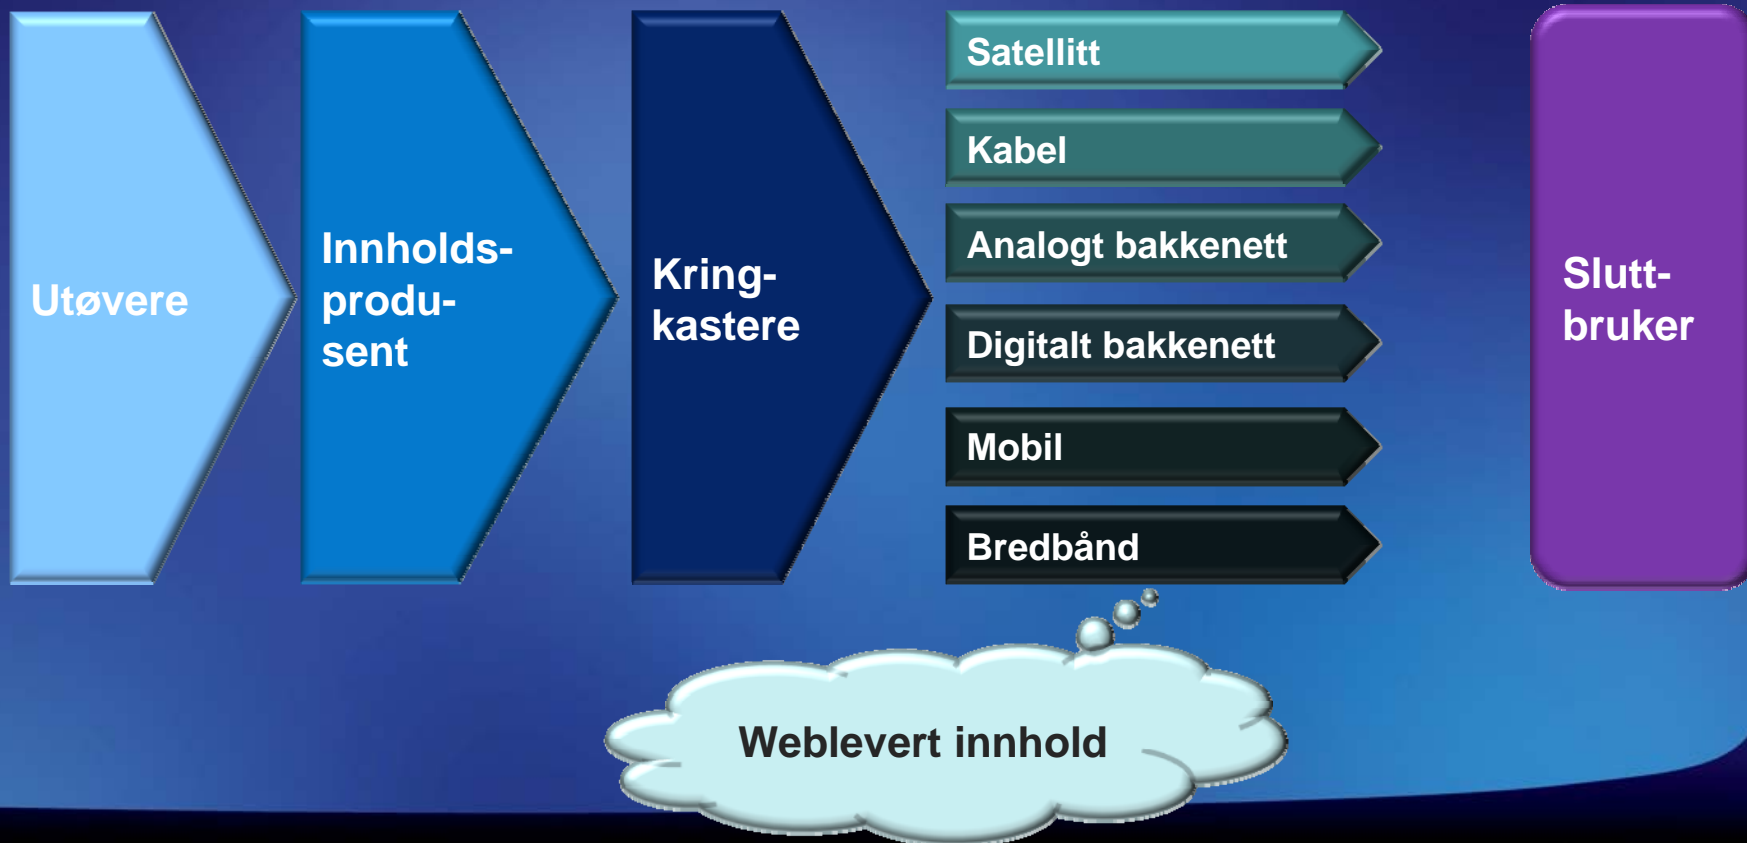 Utøvere
Innholds-
produ-
sent
Kring-
kastere
Satellitt
Kabel
Analogt bakkenett
Digitalt bakkenett
Mobil
Bredbånd
Slutt-
bruker
Weblevert innhold